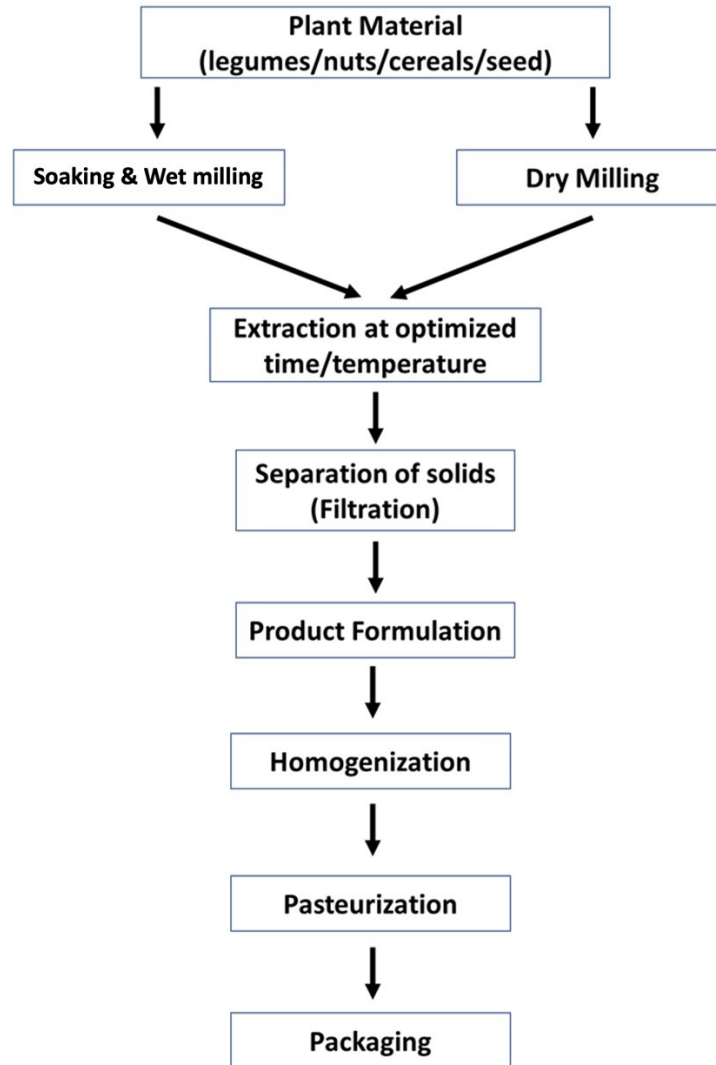 Plant Material
(legumes/nuts/cereals/seed)
Soaking & Wet milling
Dry Milling
Extraction at optimized
time/temperature
Separation of solids
(Filtration)
Product Formulation
Homogenization
Pasteurization
Packaging